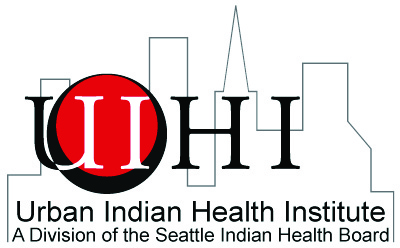 UIHI
Urban Indian Health Institute
A Division of the Seattle Indian Health Board